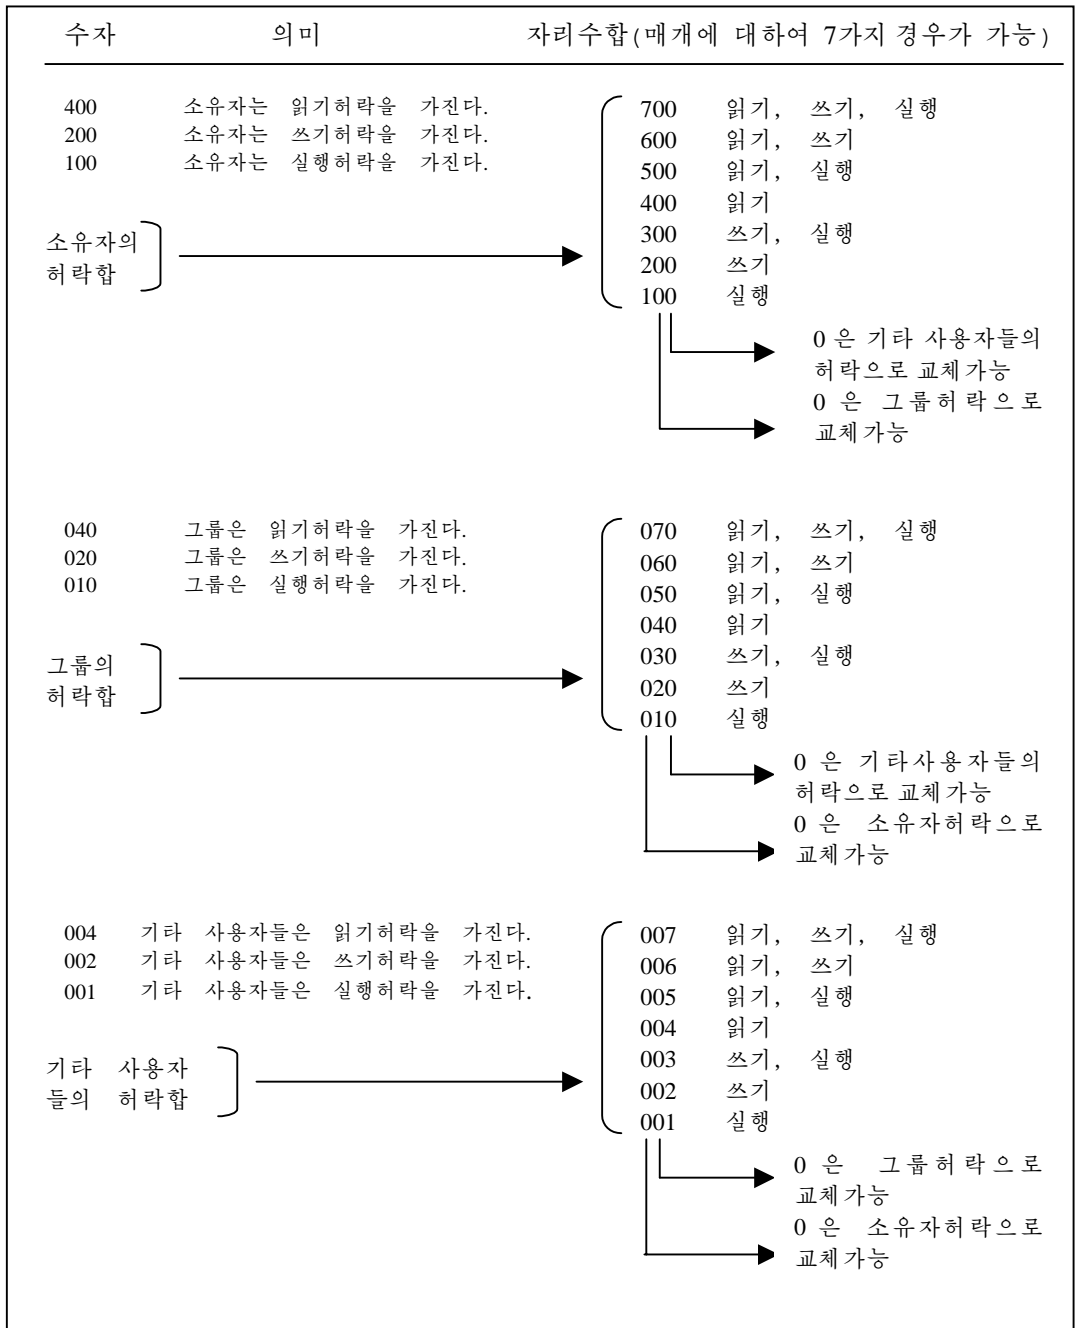 수자 의미 자리수합(매개에 대하여 7가지 경우가 가능)
400 소유자는 읽기허락을 가진다.
200 소유자는 쓰기허락을 가진다.
100 소유자는 실행허락을 가진다.
소유자의
허락합
700 읽기, 쓰기, 실행
600 읽기, 쓰기
500 읽기, 실행
400 읽기
300 쓰기, 실행
200 쓰기
100 실행
0 은 기타 사용자들의
허락으로 교체가능
0 은 그룹허락으로
교체가능
040 그룹은 읽기허락을 가진다.
020 그룹은 쓰기허락을 가진다.
010 그룹은 실행허락을 가진다.
그룹의
허락합
070 읽기, 쓰기, 실행
060 읽기, 쓰기
050 읽기, 실행
040 읽기
030 쓰기, 실행
020 쓰기
010 실행
0 은 기타사용자들의
허락으로 교체가능
0 은 소유자허락으로
교체가능
004 기타 사용자들은 읽기허락을 가진다.
002 기타 사용자들은 쓰기허락을 가진다.
001 기타 사용자들은 실행허락을 가진다.
기타 사용자
들의 허락합
007 읽기, 쓰기, 실행
006 읽기, 쓰기
005 읽기, 실행
004 읽기
003 쓰기, 실행
002 쓰기
001 실행
0 은 그룹허락으로
교체가능
0 은 소유자허락으로
교체가능